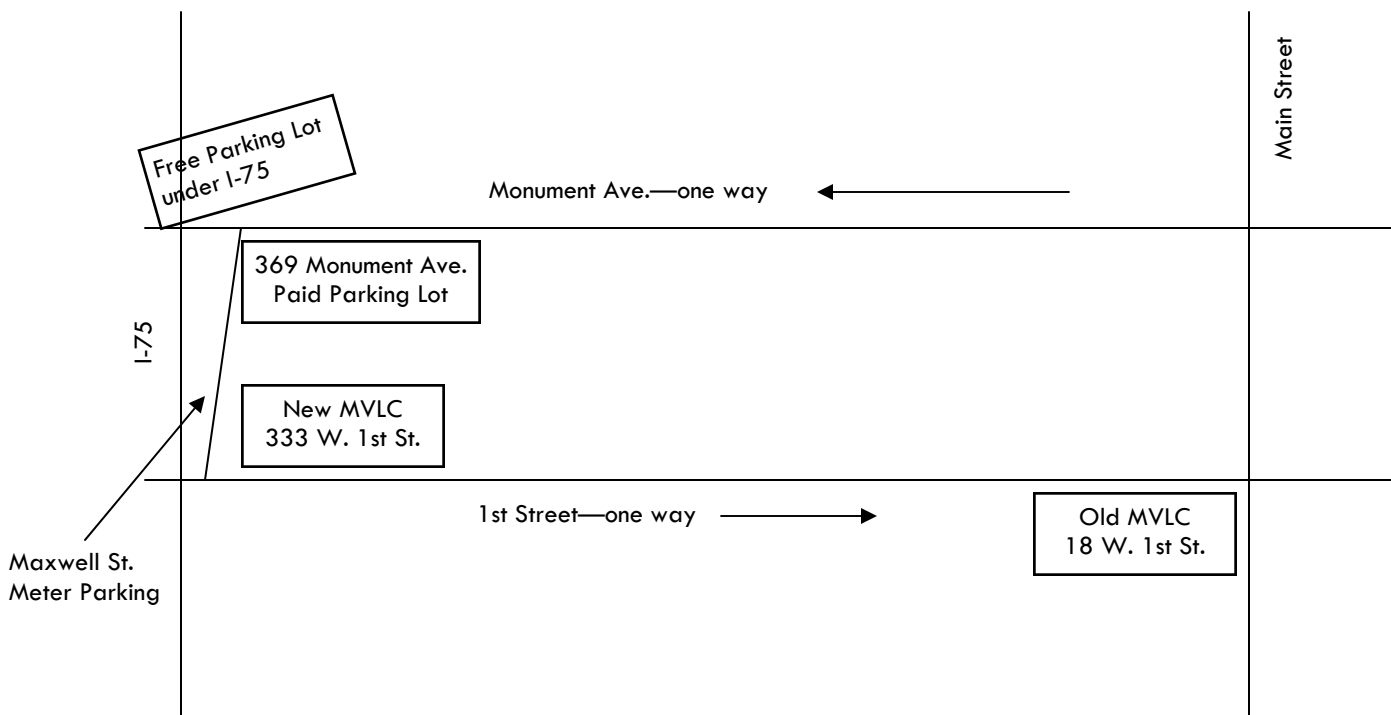 Main Street
Free Parking Lot
under I-75
Monument Ave.—one way
369 Monument Ave.
Paid Parking Lot
I-75
New MVLC
333 W. 1st St.
1st Street—one way
Old MVLC
18 W. 1st St.
Maxwell St.
Meter Parking